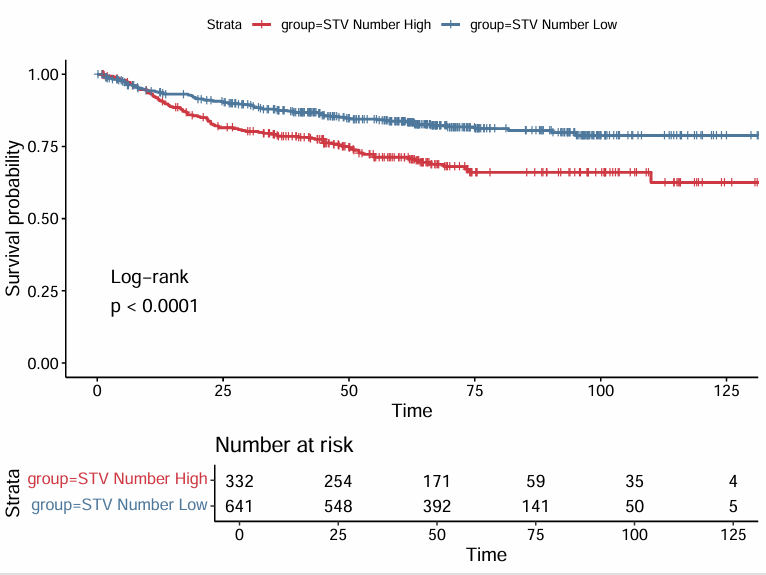 Strata group=STV Number High group=STV Number Low
Survival probability
1.00
0.75
0.50
0.25
0.00
Log−rank
p < 0.0001
0 25 50 75 100 125
Time
Number at risk
Strata
group=STV Number High 332 254 171 59 35 4
group=STV Number Low 641 548 392 141 50 5
0 25 50 75 100 125
Time